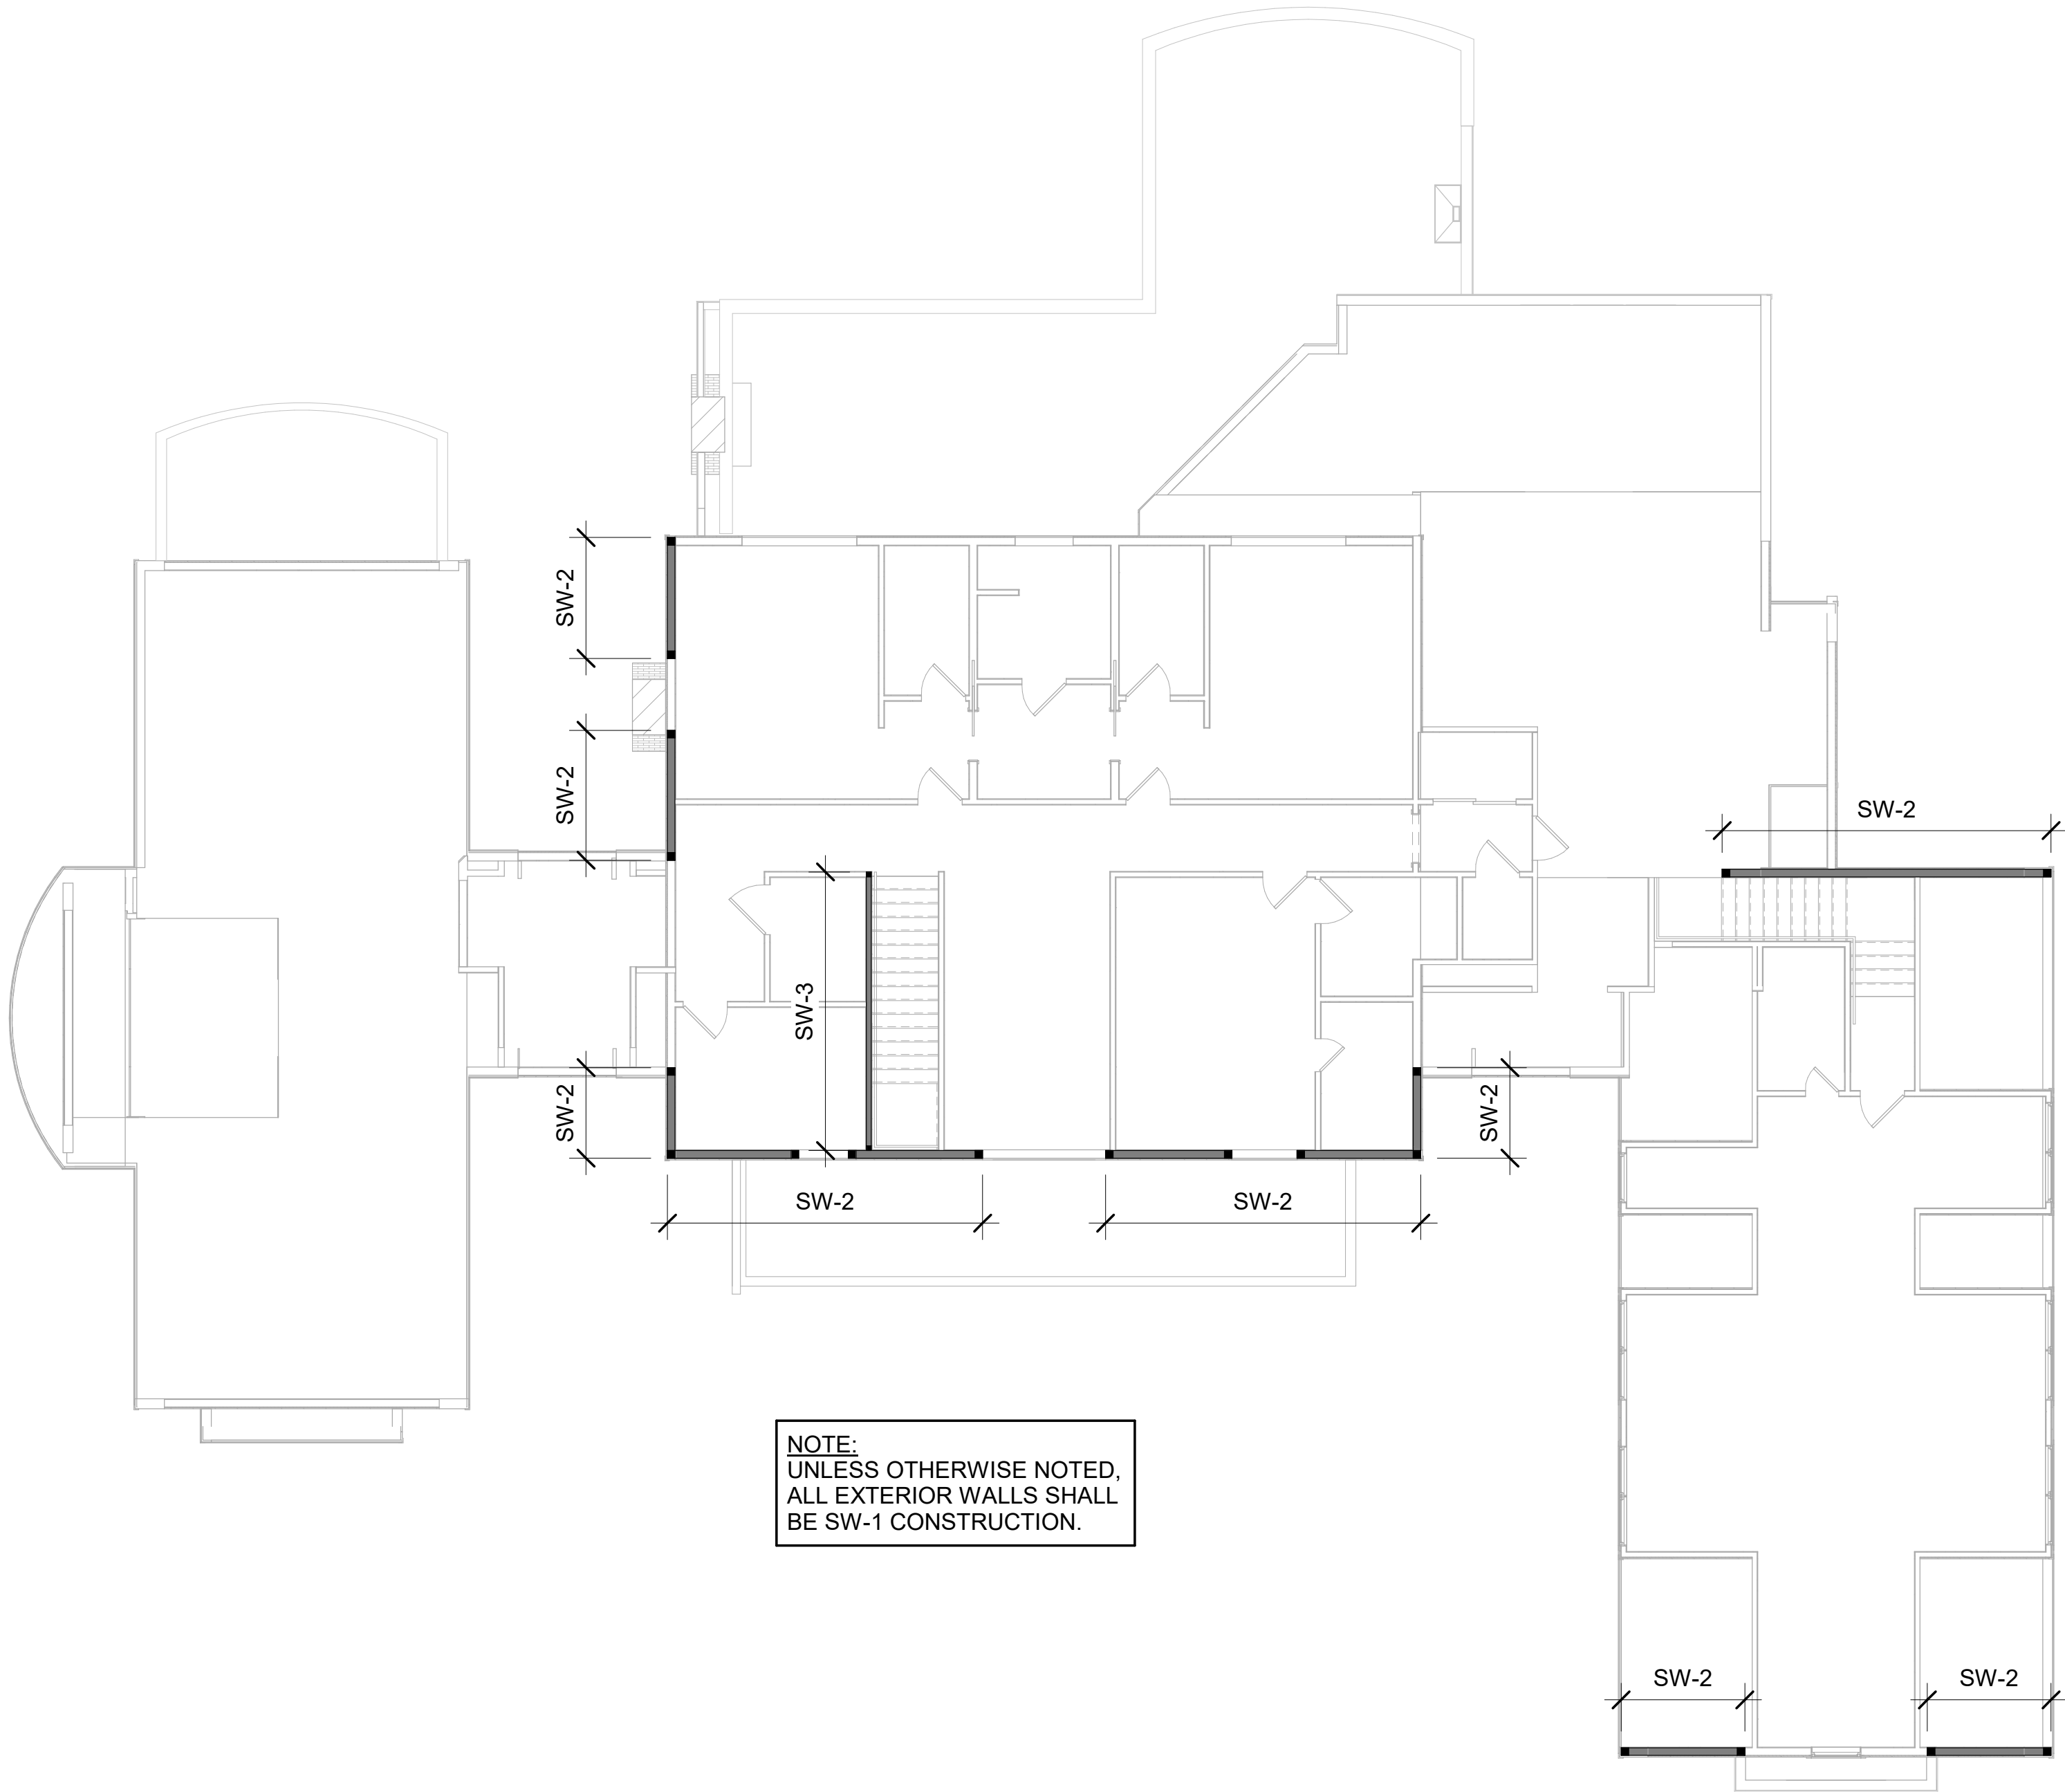 SW-2
SW-2
SW-2
SW-3
SW-2
SW-2
SW-2
SW-2
NOTE:
UNLESS OTHERWISE NOTED,
ALL EXTERIOR WALLS SHALL
BE SW-1 CONSTRUCTION.
SW-2
SW-2